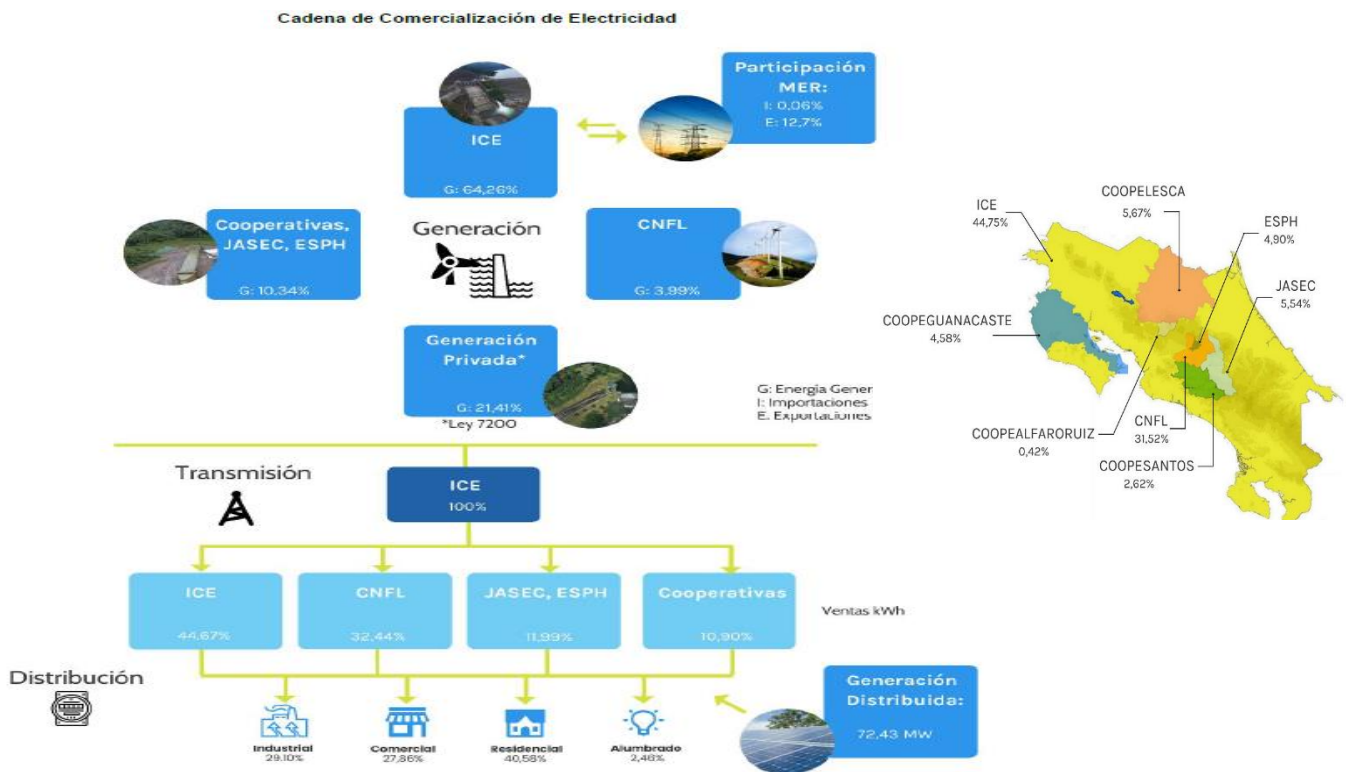 Cadena de Comercialización de Electricidad
Participación
MER:
I: 0,06%
E: 12,7%
ICE
G: 64,26%
Cooperativas,
JASEC, ESPH
G: 10,34%
Generación
CNFL
G: 3,99%
Generación
Privada*
G: 21,41%
*Ley 7200
G: Energía Gener
I: Importaciones
E. Exportaciones
Transmisión
ICE
100%
ICE
44,67%
CNFL
32,44%
JASEC, ESPH
11,99%
Cooperativas
10,90%
Ventas kWh
Distribución
Industrial
29.10%
Comercial
27,86%
Residencial
40,58%
Alumbrado
2,46%
Generación
Distribuida:
72,43 MW
COOPELESCA
5,67%
ICE
44,75%
ESPH
4,90%
JASEC
5,54%
COOPEGUANACASTE
4,58%
COOPEALFARORUIZ
0,42%
CNFL
31,52%
COOPESANTOS
2,62%